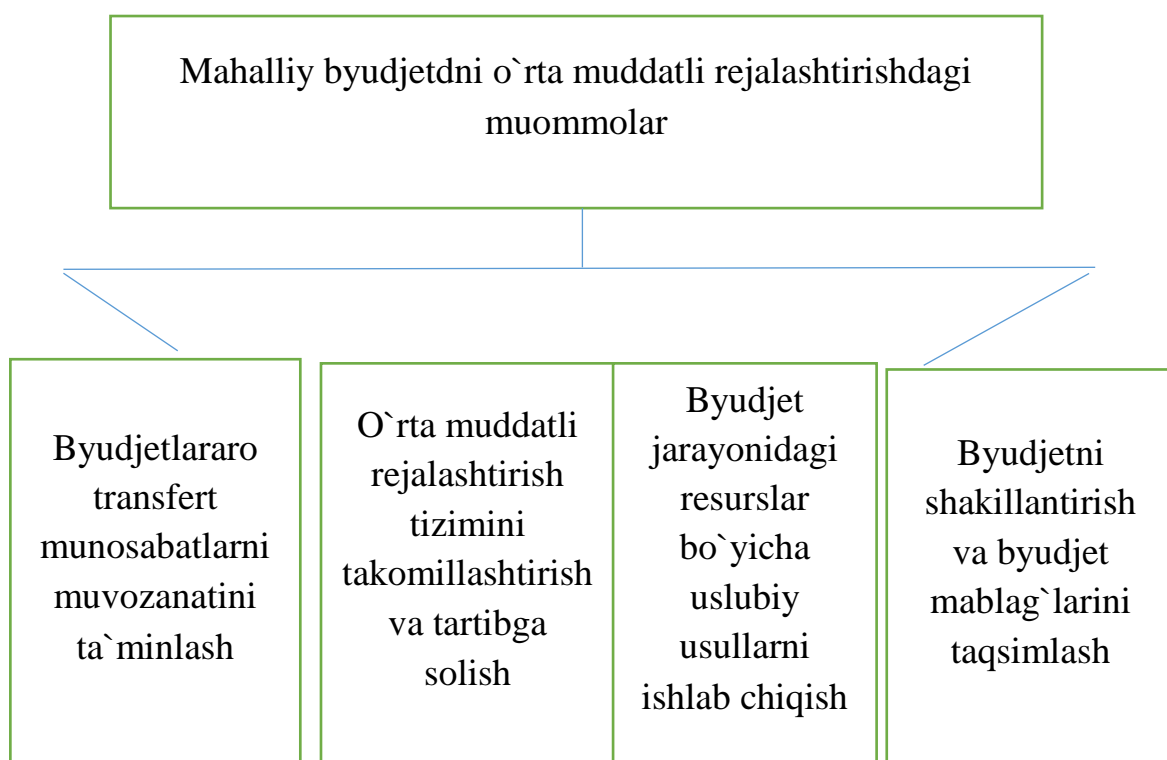 Mahalliy byudjetdni o`rta muddatli rejalashtirishdagi
muommolar
Byudjetlararo
transfert
munosabatlarni
muvozanatini
ta`minlash
O`rta muddatli
rejalashtirish
tizimini
takomillashtirish
va tartibga
solish
Byudjet
jarayonidagi
resurslar
bo`yicha
uslubiy
usullarni
ishlab chiqish
Byudjetni
shakillantirish
va byudjet
mablag`larini
taqsimlash